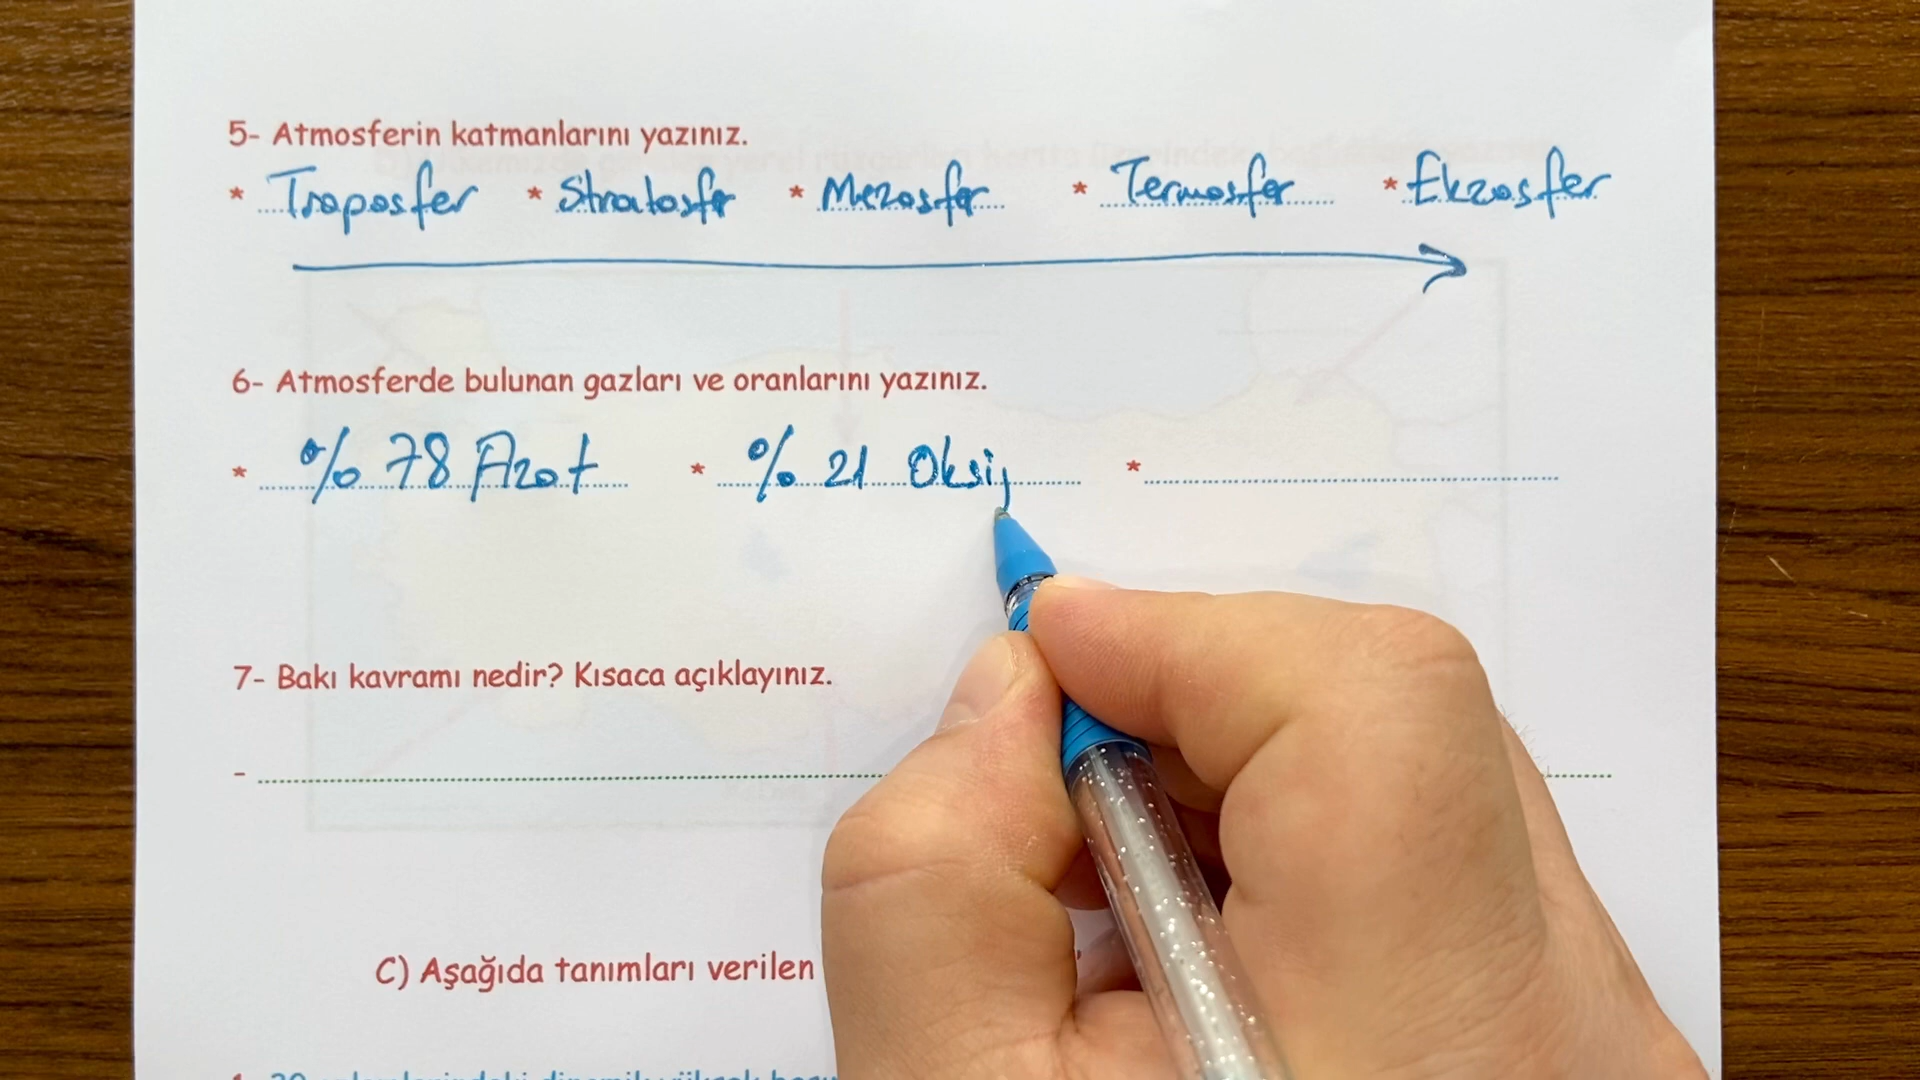 5- Atmosferin katmanlarını yazınız.
* Troposfer * Stratosfer * Mezosfer * Termosfer * Ekzosfer
6- Atmosferde bulunan gazları ve oranlarını yazınız.
* % 78 Azot * % 21 Oksij *
7- Bakı kavramı nedir? Kısaca açıklayınız.
-
C) Aşağıda tanımları verilen